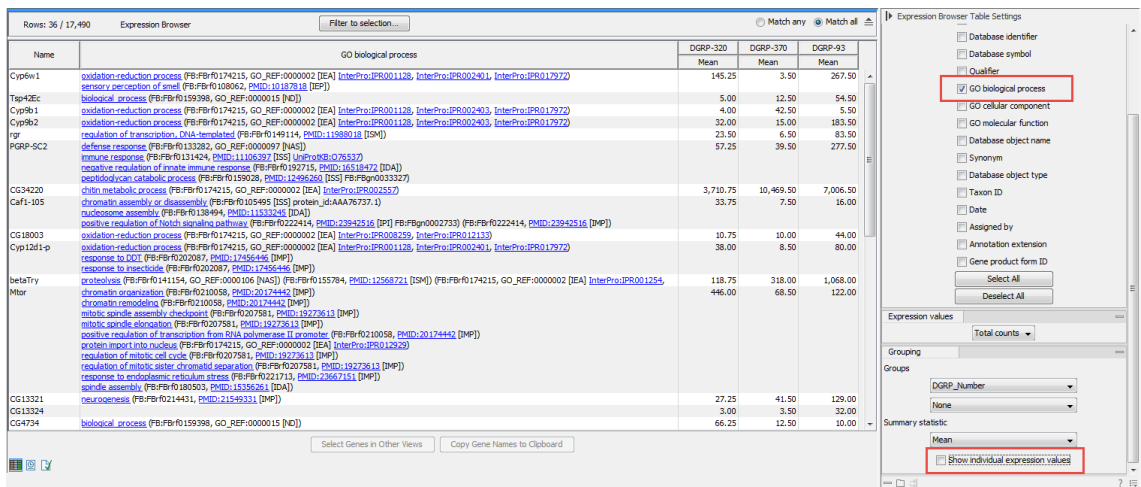 Rows: 36 / 17,490 Expression Browser Filter to selection... Match any Match all
Name GO biological process DGRP-320 DGRP-370 DGRP-93
Mean Mean Mean
Cyp6w1 oxidation-reduction process (FB:FBrf0174215, GO_REF:0000002 [IEA] InterPro:IPR001128, InterPro:IPR002401, InterPro:IPR017972) 145.25 3.50 267.50
sensory perception of smell (FB:FBrf0108062, PMID:10187818 [IEP])
Tsp42Ec biological_process (FB:FBrf0159398, GO_REF:0000015 [ND]) 5.00 12.50 54.50
Cyp9b1 oxidation-reduction process (FB:FBrf0174215, GO_REF:0000002 [IEA] InterPro:IPR001128, InterPro:IPR002403, InterPro:IPR017972) 4.00 42.50 5.50
Cyp9b2 oxidation-reduction process (FB:FBrf0174215, GO_REF:0000002 [IEA] InterPro:IPR001128, InterPro:IPR002403, InterPro:IPR017972) 32.00 15.00 183.50
rgr regulation of transcription, DNA-templated (FB:FBrf0149114, PMID:11988018 [ISM]) 23.50 6.50 83.50
PGRP-SC2 defense response (FB:FBrf0133282, GO_REF:0000097 [NAS]) 57.25 39.50 277.50
immune response (FB:FBrf0131424, PMID:11106397 [ISS] UniProtKB:O76537)
negative regulation of innate immune response (FB:FBrf0192715, PMID:16518472 [IDA])
peptidoglycan catabolic process (FB:FBrf0159028, PMID:12496260 [ISS] FB:FBgn0033327)
CG34220 chitin metabolic process (FB:FBrf0174215, GO_REF:0000002 [IEA] InterPro:IPR002557) 3,710.75 10,469.50 7,006.50
Caf1-105 chromatin assembly or disassembly (FB:FBrf0105495 [ISS] protein_id:AAA76737.1) 33.75 7.50 16.00
nucleosome assembly (FB:FBrf0138494, PMID:11533245 [IDA])
positive regulation of Notch signaling pathway (FB:FBrf0222414, PMID:23942516 [IPI] FB:FBgn0002733) (FB:FBrf0222414, PMID:23942516 [IMP])
CG18003 oxidation-reduction process (FB:FBrf0174215, GO_REF:0000002 [IEA] InterPro:IPR008259, InterPro:IPR012133) 10.75 10.00 44.00
Cyp12d1-p oxidation-reduction process (FB:FBrf0174215, GO_REF:0000002 [IEA] InterPro:IPR001128, InterPro:IPR002401, InterPro:IPR017972) 38.00 8.50 80.00
response to DDT (FB:FBrf0202087, PMID:17456446 [IMP])
response to insecticide (FB:FBrf0202087, PMID:17456446 [IMP])
betaTry proteolysis (FB:FBrf0141154, GO_REF:0000106 [NAS]) (FB:FBrf0155784, PMID:12568721 [ISM]) (FB:FBrf0174215, GO_REF:0000002 [IEA] InterPro:IPR001254, 118.75 318.00 1,068.00
Mtor chromatin organization (FB:FBrf0210058, PMID:20174442 [IMP]) 446.00 68.50 122.00
chromatin remodeling (FB:FBrf0210058, PMID:20174442 [IMP])
mitotic spindle assembly checkpoint (FB:FBrf0207581, PMID:19273613 [IMP])
mitotic spindle elongation (FB:FBrf0207581, PMID:19273613 [IMP])
positive regulation of transcription from RNA polymerase II promoter (FB:FBrf0210058, PMID:20174442 [IMP])
protein import into nucleus (FB:FBrf0174215, GO_REF:0000002 [IEA] InterPro:IPR012929)
regulation of mitotic cell cycle (FB:FBrf0207581, PMID:19273613 [IMP])
regulation of mitotic sister chromatid separation (FB:FBrf0207581, PMID:19273613 [IMP])
response to endoplasmic reticulum stress (FB:FBrf0221713, PMID:23667151 [IMP])
spindle assembly (FB:FBrf0180503, PMID:15356261 [IDA])
CG13321 neurogenesis (FB:FBrf0214431, PMID:21549331 [IMP]) 27.25 41.50 129.00
CG13324 3.00 3.50 32.00
CG4734 biological_process (FB:FBrf0159398, GO_REF:0000015 [ND]) 66.25 12.50 10.00
Select Genes in Other Views Copy Gene Names to Clipboard
Expression Browser Table Settings
Database identifier
Database symbol
Qualifier
GO biological process
GO cellular component
GO molecular function
Database object name
Synonym
Database object type
Taxon ID
Date
Assigned by
Annotation extension
Gene product form ID
Select All
Deselect All
Expression values
Total counts
Grouping
Groups
DGRP_Number
None
Summary statistic
Mean
Show individual expression values
?